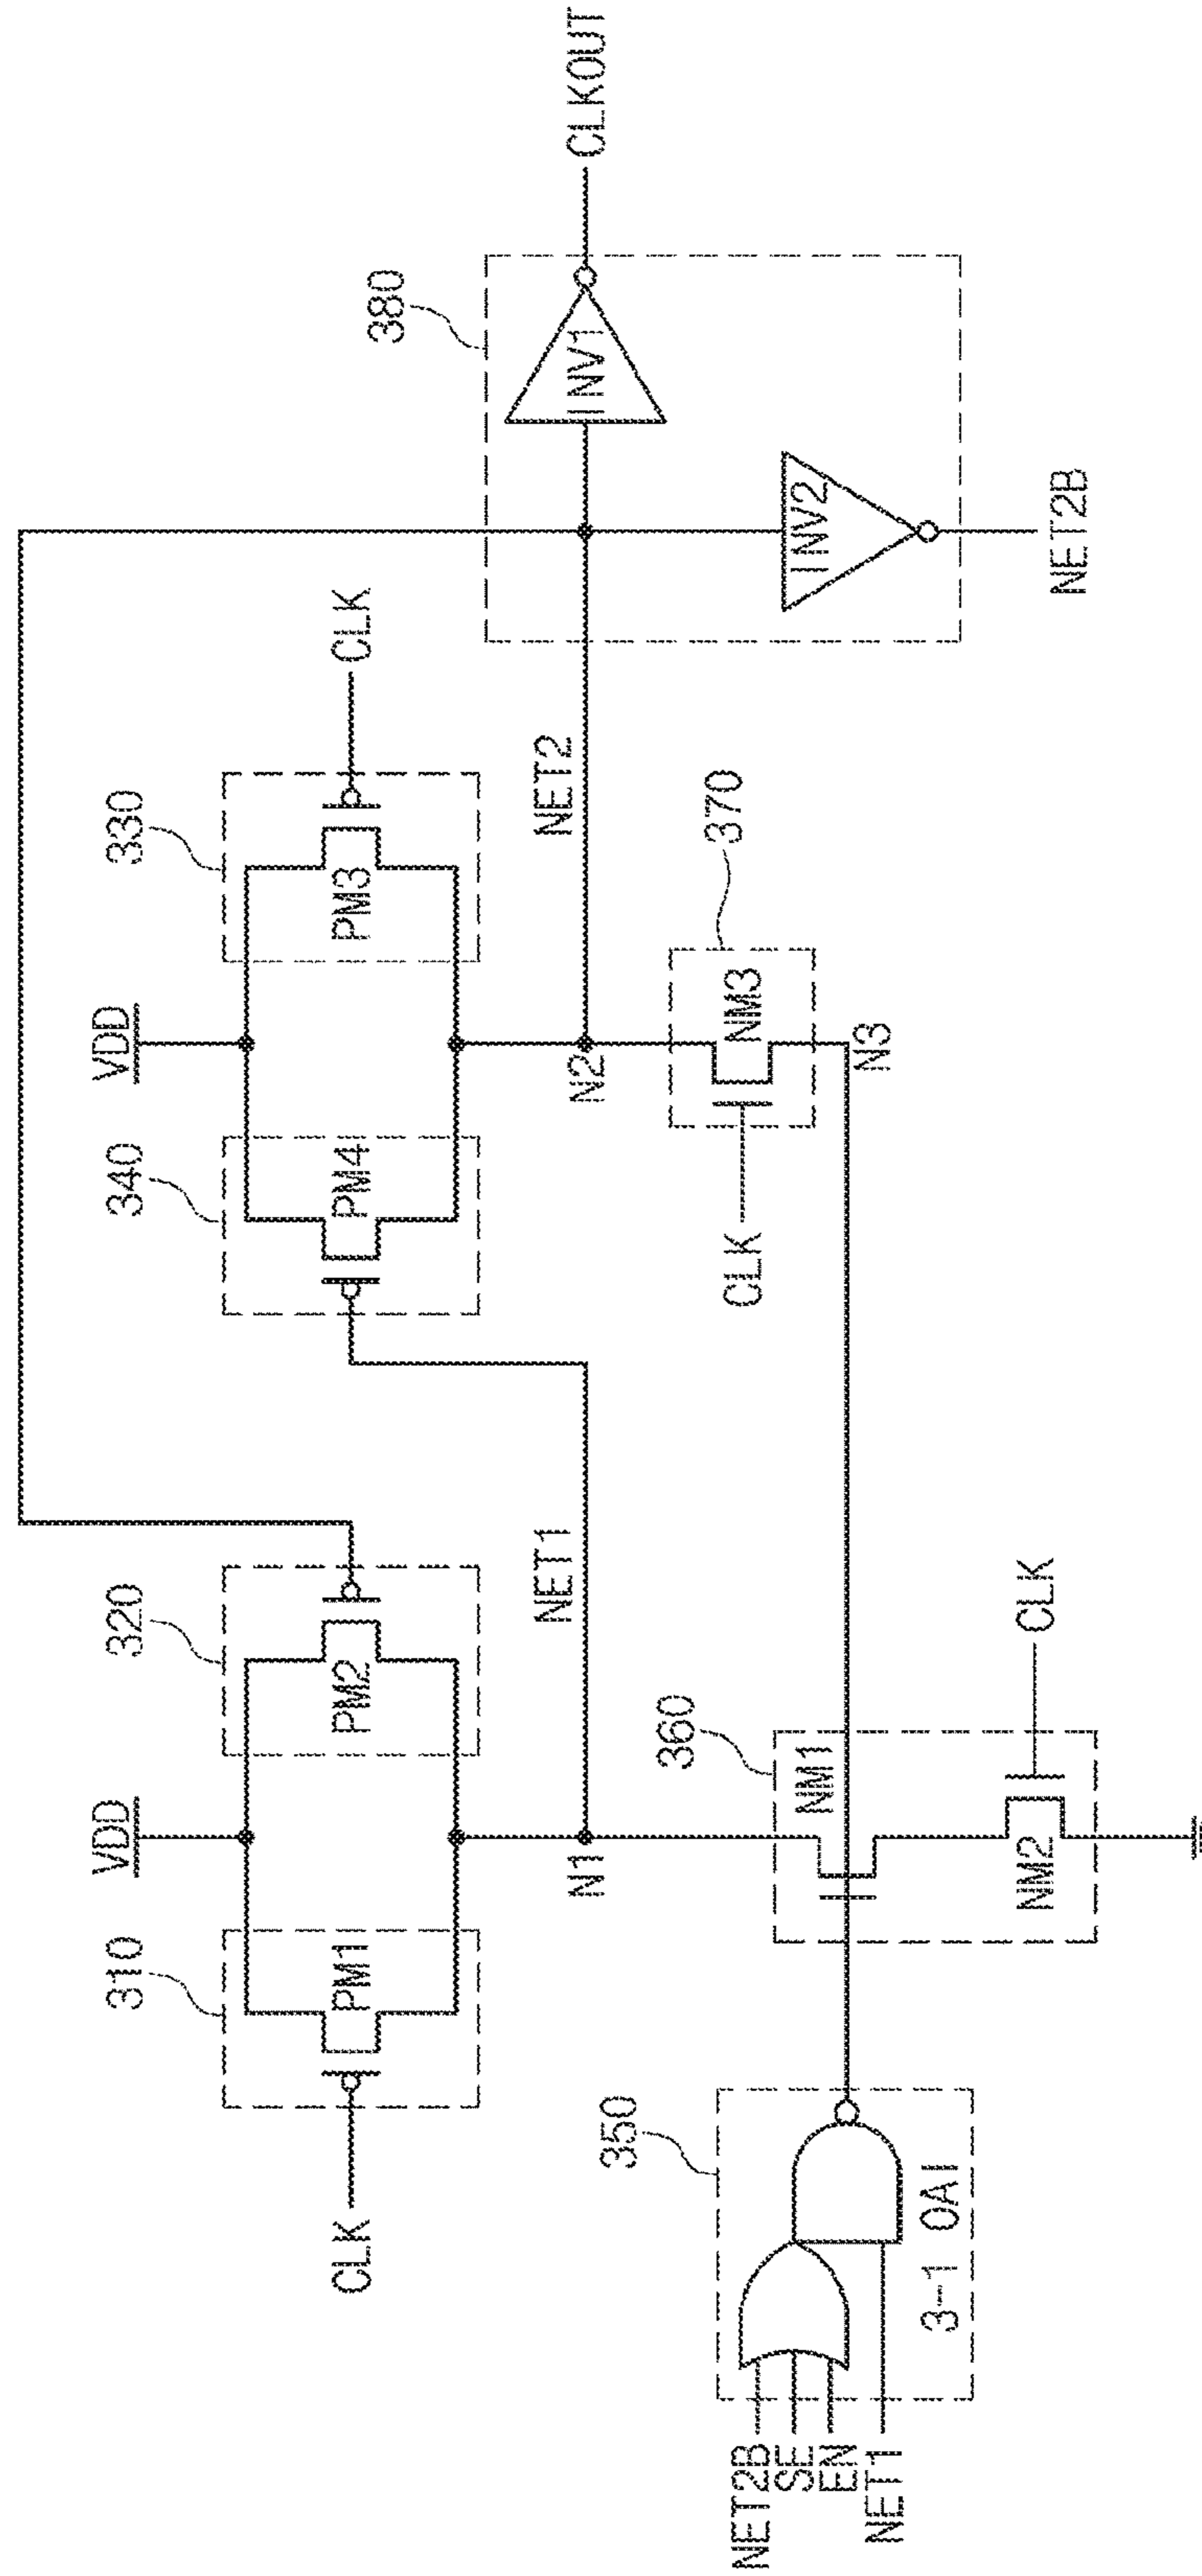 VDD
VDD
310
320
340
330
CLK
PM1
PM2
PM4
PM3
CLK
380
N1
NET1
N2
NET2
INV1
CLKOUT
350
360
CLK
NM3
370
NET2B
SE
EN
NET1
3-1 OAI
NM1
N3
INV2
NM2
CLK
NET2B